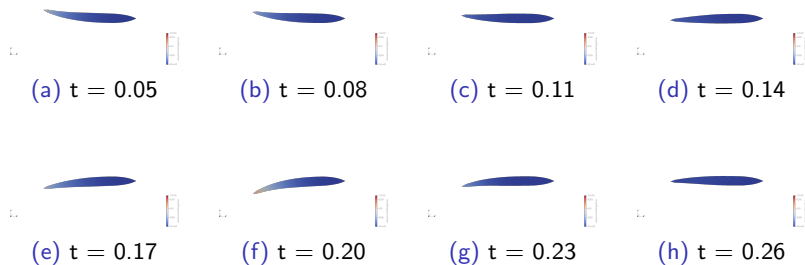 (a) t = 0.05
(b) t = 0.08
(c) t = 0.11
(d) t = 0.14
(e) t = 0.17
(f) t = 0.20
(g) t = 0.23
(h) t = 0.26